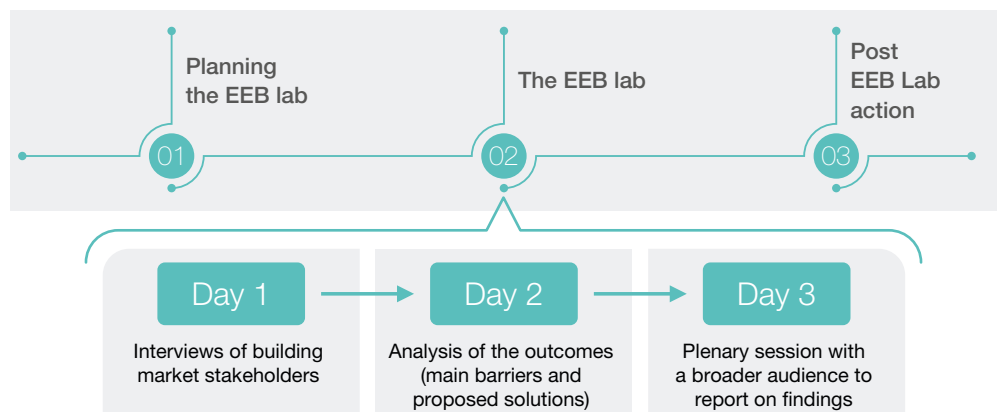 01
Planning
the EEB lab
02
The EEB lab
03
Post
EEB Lab
action
Day 1
Interviews of building
market stakeholders
Day 2
Analysis of the outcomes
(main barriers and
proposed solutions)
Day 3
Plenary session with
a broader audience to
report on findings